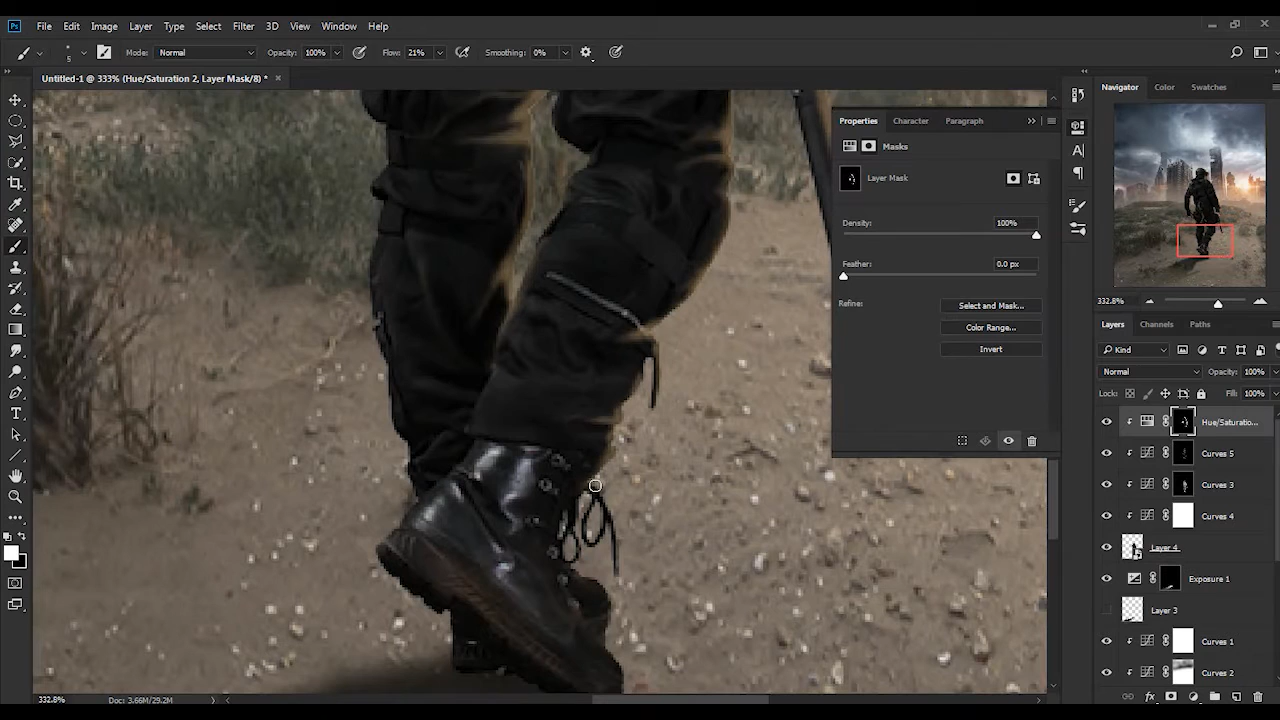 Ps File Edit Image Layer Type Select Filter 3D View Window Help
5 Mode: Normal Opacity: 100% Flow: 21% Smoothing: 0%
Untitled-1 @ 333% (Hue/Saturation 2, Layer Mask/8) *
Navigator Color Swatches
Properties Character Paragraph
Masks
Layer Mask
Density: 100%
Feather: 0.0 px
Refine: Select and Mask...
Color Range...
Invert
332.8%
Layers Channels Paths
Kind
Normal Opacity: 100%
Lock: Fill: 100%
Hue/Saturatio...
Curves 5
Curves 3
Curves 4
Layer 4
Exposure 1
Layer 3
Curves 1
Curves 2
332.8% Doc: 3.66M/29.2M